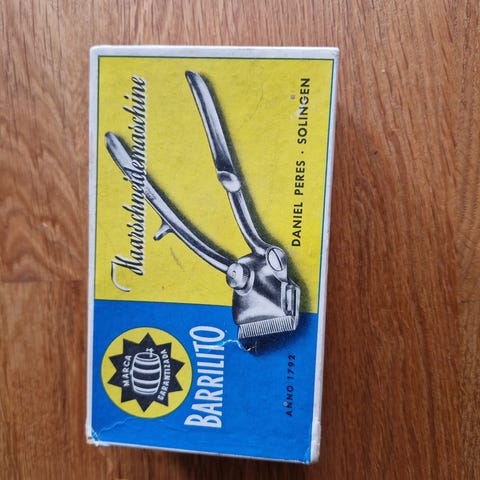 Haarschneidemaschine
DANIEL PERES · SOLINGEN
MARCA
GARANTIZADA
BARRILITO
ANNO 1792